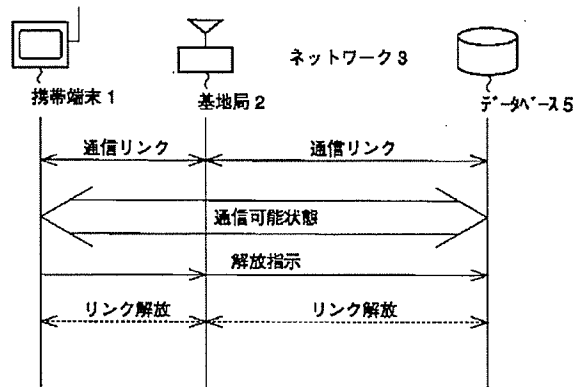 ネットワーク3
携帯端末1
基地局2
データベース5
通信リンク
通信リンク
通信可能状態
解放指示
リンク解放
リンク解放